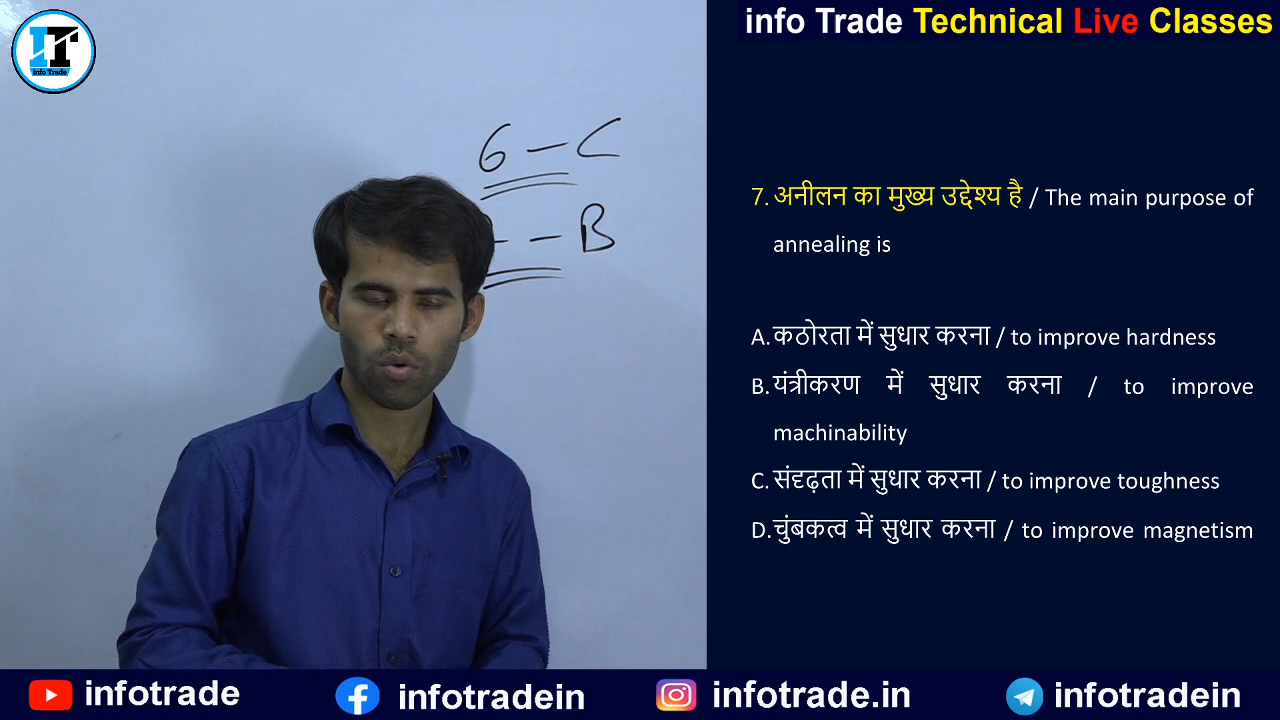 info Trade Technical Live Classes
IT
Info Trade
6 - C
- - B
7. अनीलन का मुख्य उद्देश्य है / The main purpose of
annealing is
A. कठोरता में सुधार करना / to improve hardness
B. यंत्रीकरण में सुधार करना / to improve
machinability
C. संदृढ़ता में सुधार करना / to improve toughness
D. चुंबकत्व में सुधार करना / to improve magnetism
infotrade
infotradein
infotrade.in
infotradein